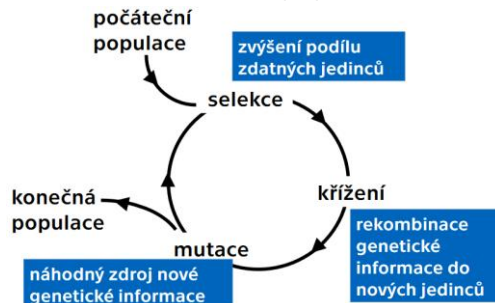 počáteční
populace
zvýšení podílu
zdatných jedinců
selekce
křížení
rekombinace
genetické
informace do
nových jedinců
mutace
náhodný zdroj nové
genetické informace
konečná
populace